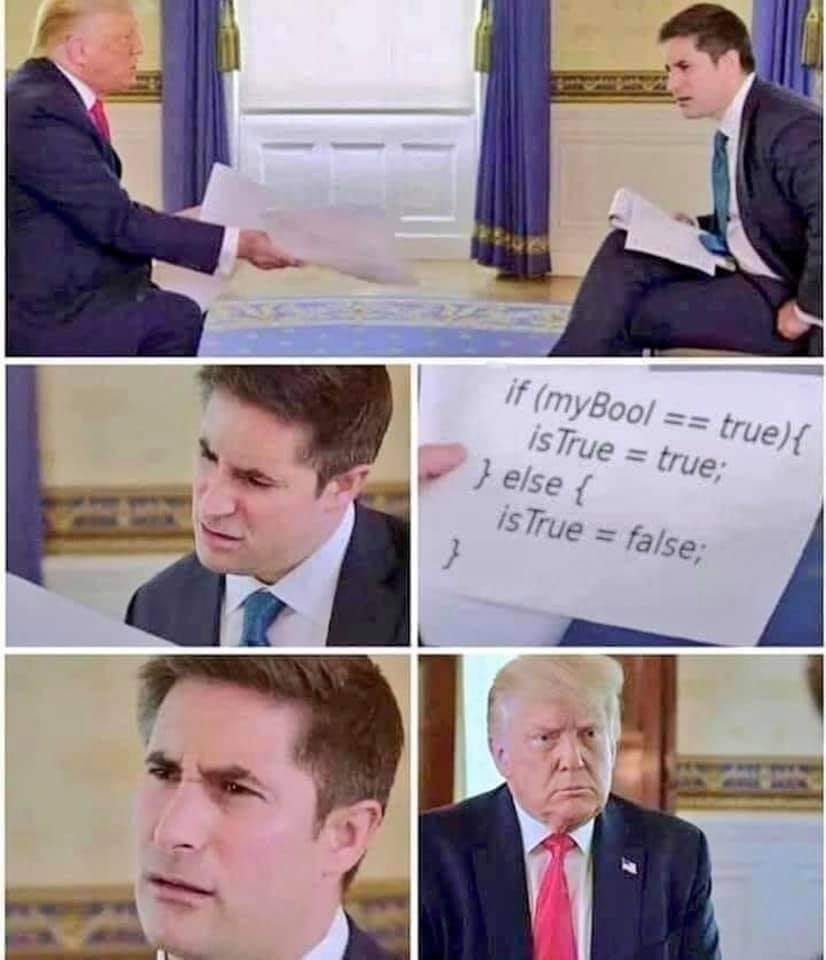 if (myBool == true){
isTrue = true;
} else {
isTrue = false;
}